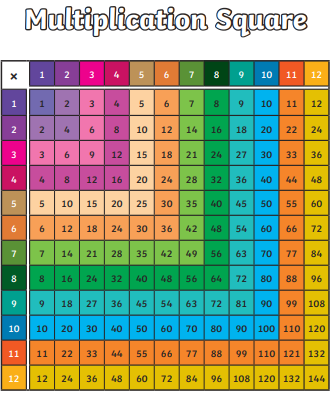 Multiplication Square
× 1 2 3 4 5 6 7 8 9 10 11 12
1 1 2 3 4 5 6 7 8 9 10 11 12
2 2 4 6 8 10 12 14 16 18 20 22 24
3 3 6 9 12 15 18 21 24 27 30 33 36
4 4 8 12 16 20 24 28 32 36 40 44 48
5 5 10 15 20 25 30 35 40 45 50 55 60
6 6 12 18 24 30 36 42 48 54 60 66 72
7 7 14 21 28 35 42 49 56 63 70 77 84
8 8 16 24 32 40 48 56 64 72 80 88 96
9 9 18 27 36 45 54 63 72 81 90 99 108
10 10 20 30 40 50 60 70 80 90 100 110 120
11 11 22 33 44 55 66 77 88 99 110 121 132
12 12 24 36 48 60 72 84 96 108 120 132 144